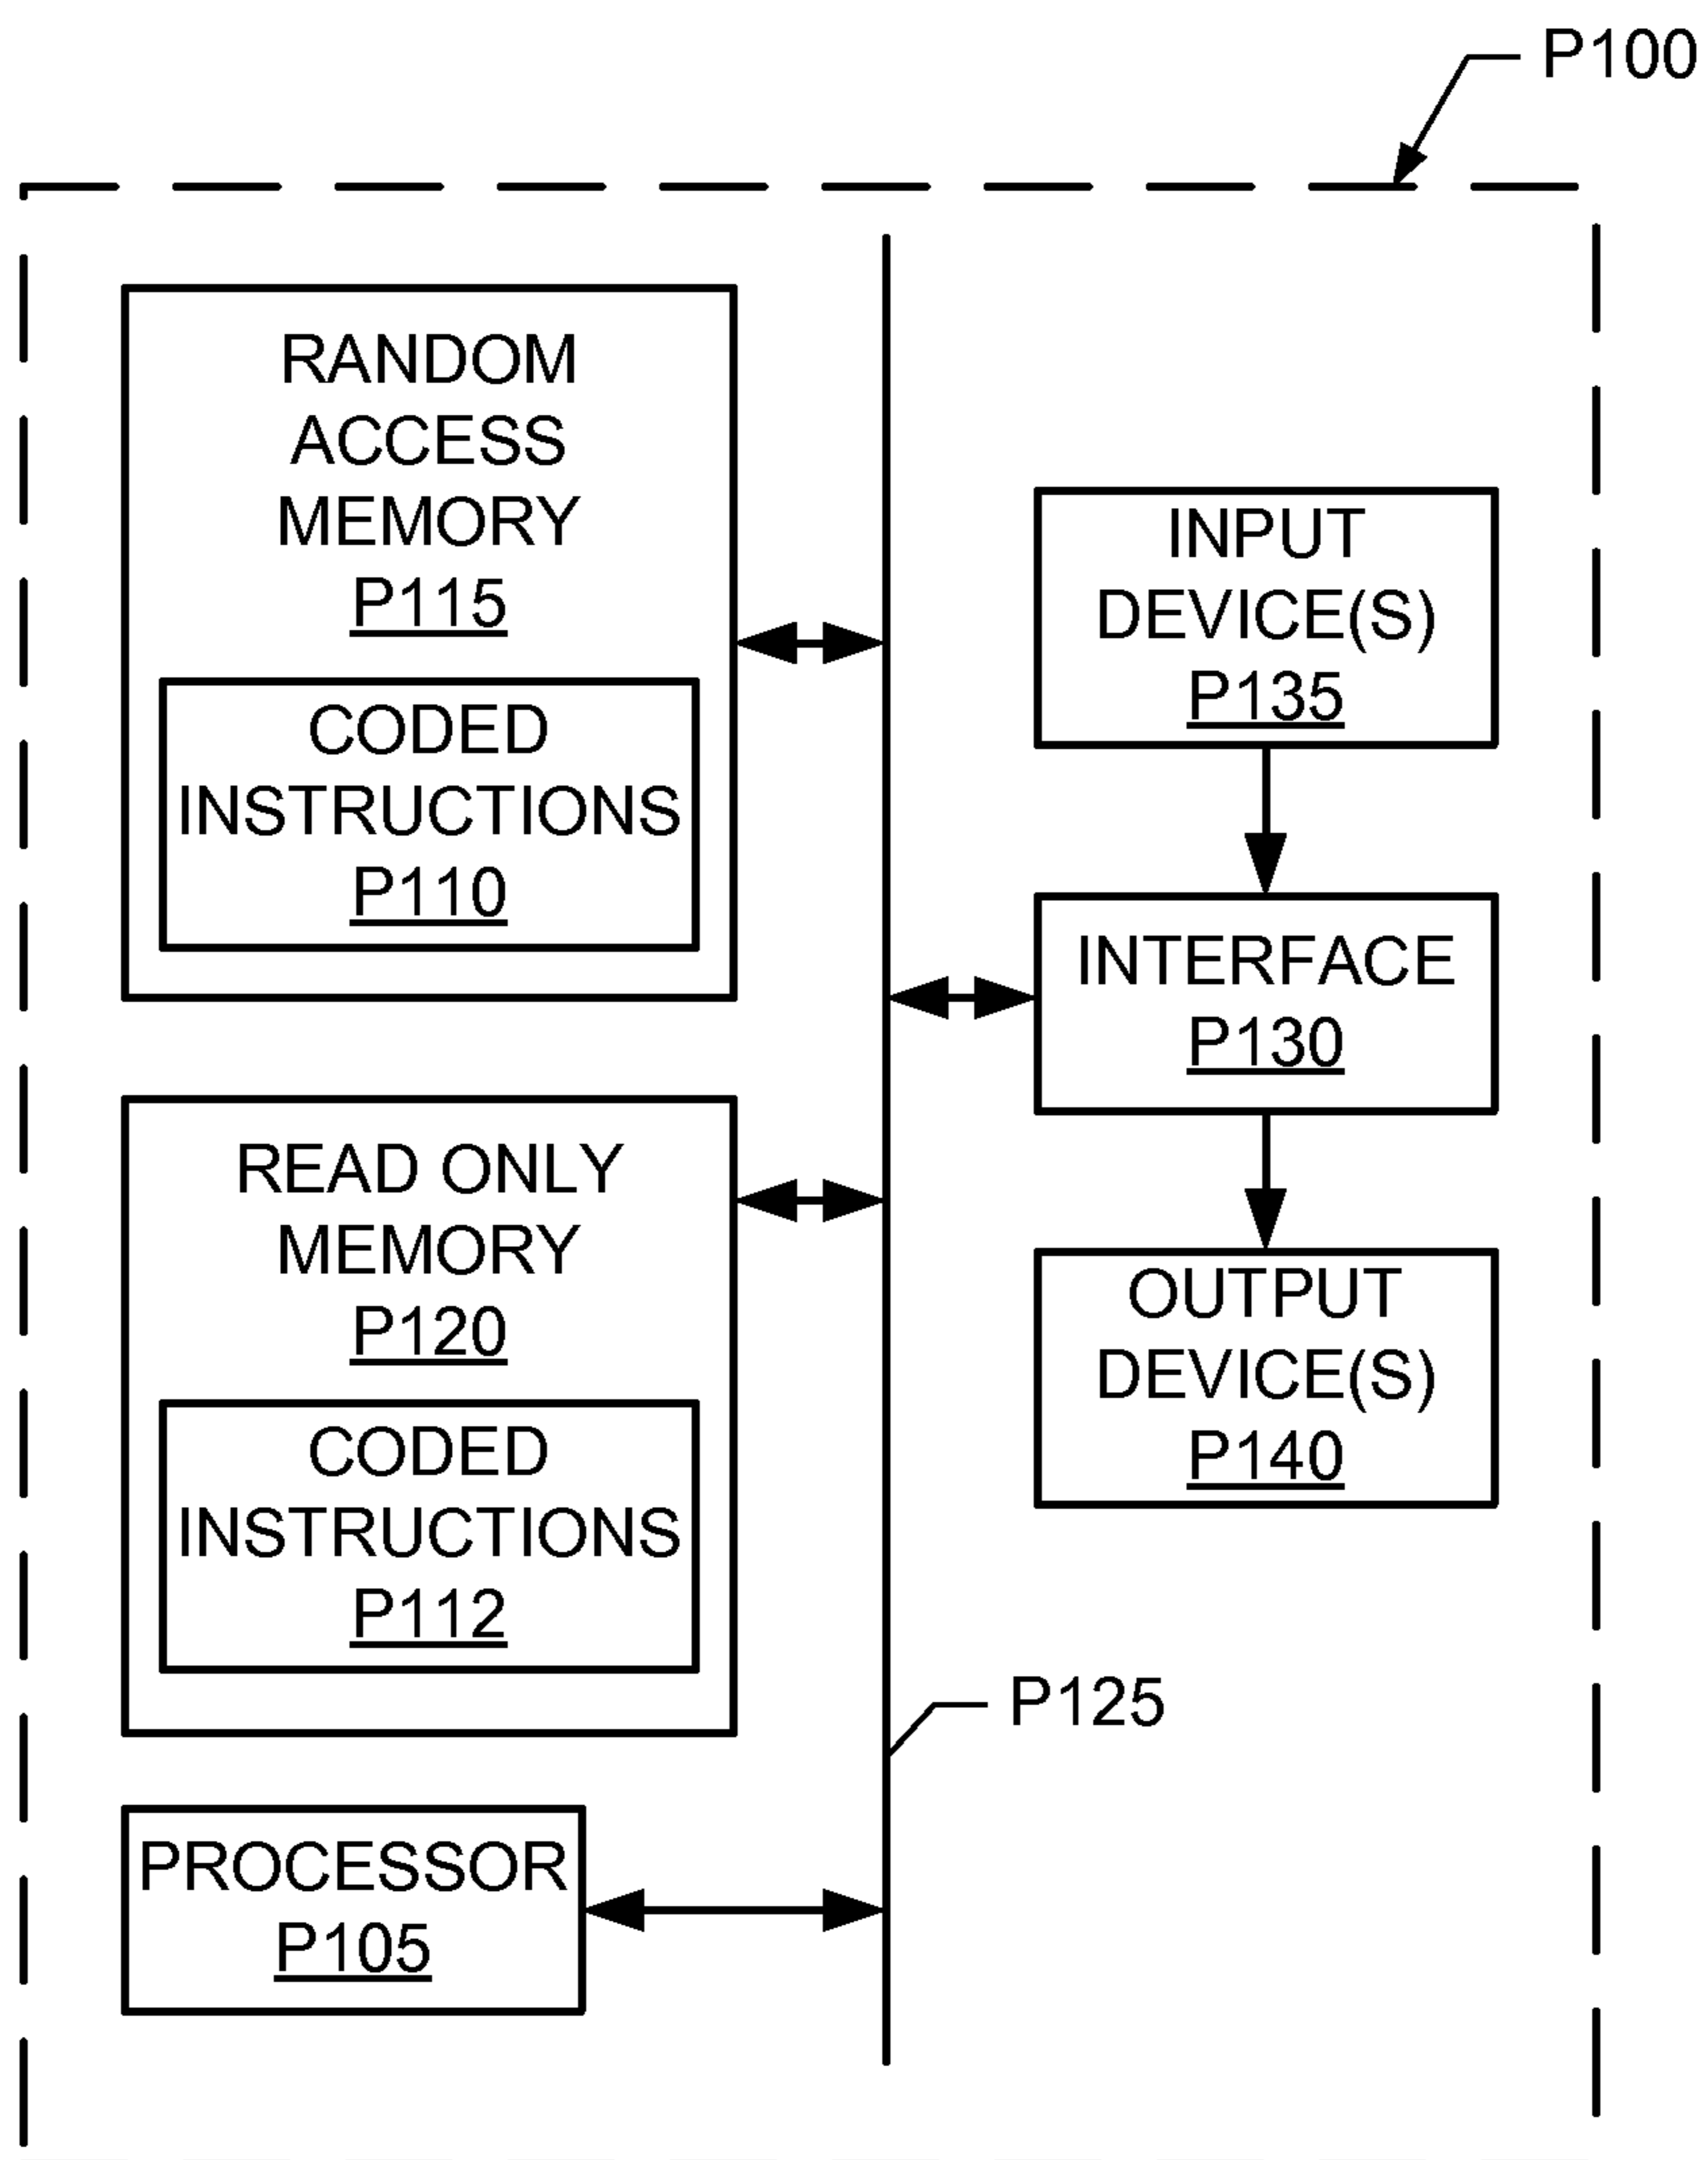 P100
RANDOM
ACCESS
MEMORY
P115
CODED
INSTRUCTIONS
P110
READ ONLY
MEMORY
P120
CODED
INSTRUCTIONS
P112
PROCESSOR
P105
INPUT
DEVICE(S)
P135
INTERFACE
P130
OUTPUT
DEVICE(S)
P140
P125